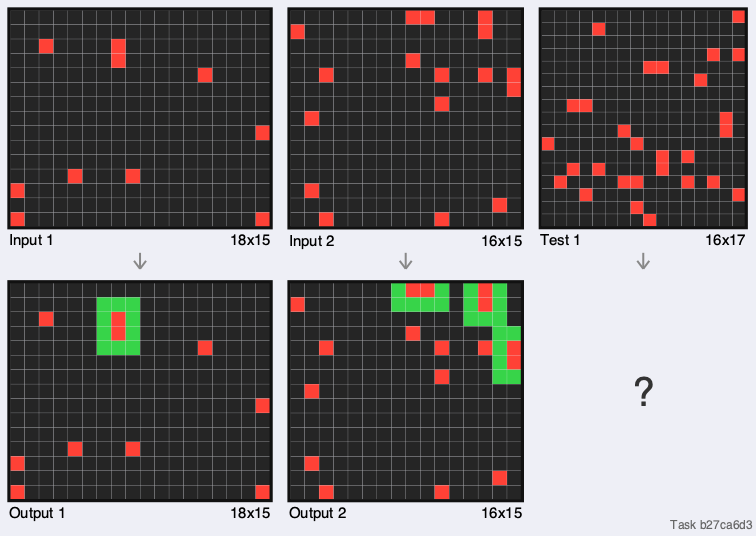 Input 1 18x15
Input 2 16x15
Test 1 16x17
Output 1 18x15
Output 2 16x15
?
Task b27ca6d3